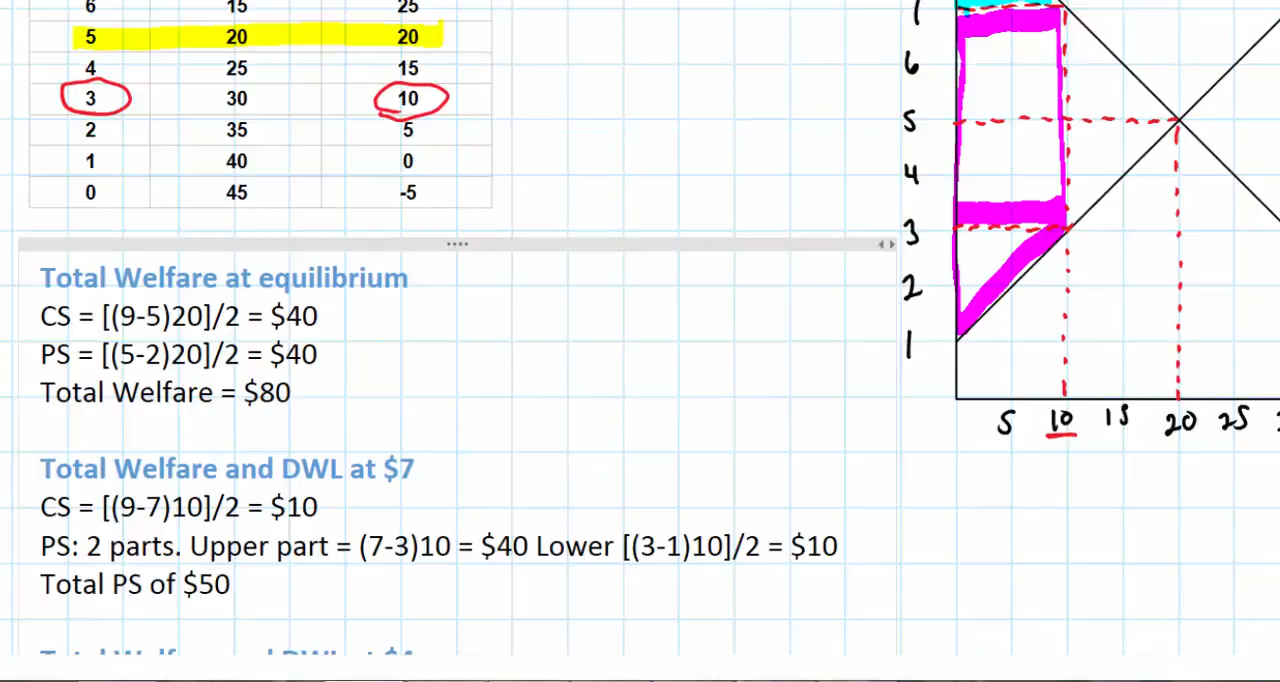 6 15 25
5 20 20
4 25 15
3 30 10
2 35 5
1 40 0
0 45 -5
Total Welfare at equilibrium
CS = [(9-5)20]/2 = $40
PS = [(5-2)20]/2 = $40
Total Welfare = $80
Total Welfare and DWL at $7
CS = [(9-7)10]/2 = $10
PS: 2 parts. Upper part = (7-3)10 = $40 Lower [(3-1)10]/2 = $10
Total PS of $50
6
5
4
3
2
1
5 10 15 20 25